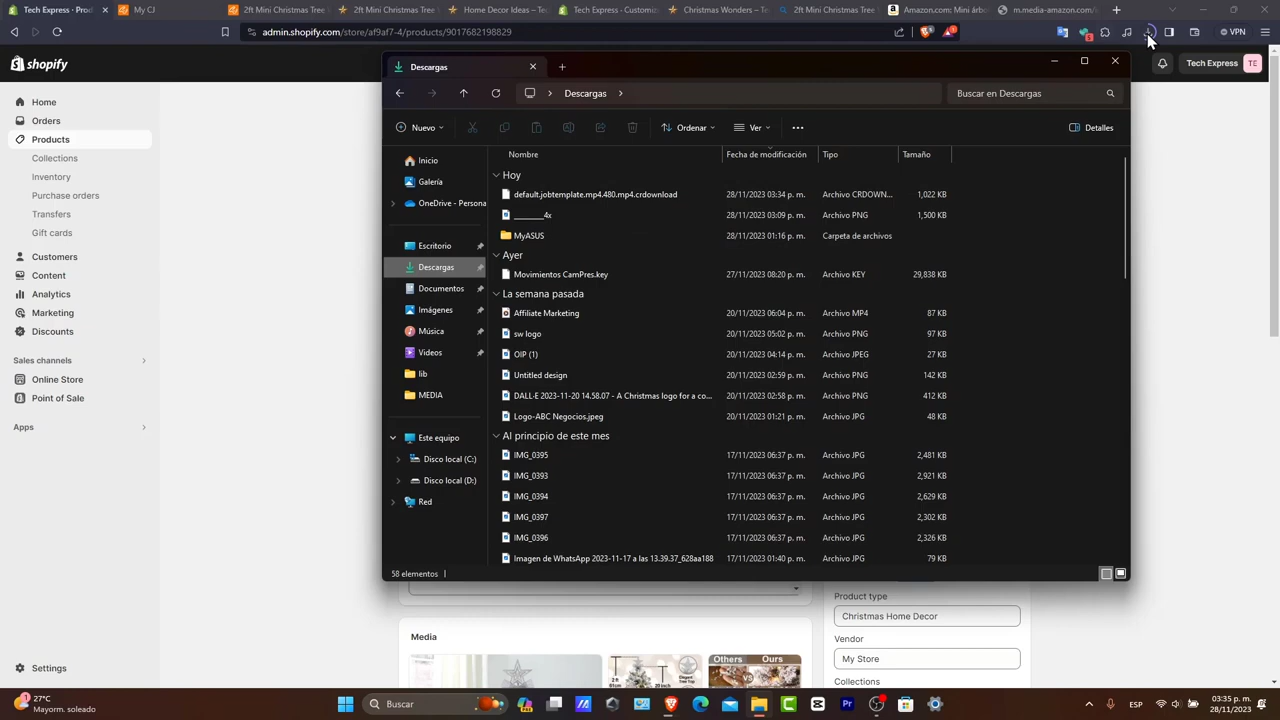 Tech Express · Pro
My CJ
2ft Mini Christmas Tree
2ft Mini Christmas Tree
Home Decor Ideas – Tec
Tech Express · Customiz
Christmas Wonders – Te
2ft Mini Christmas Tree
Amazon.com: Mini árbo
m.media-amazon.com/
admin.shopify.com/store/af9af7-4/products/9017682198829
VPN
shopify
Tech Express TE
Home
Orders
Products
Collections
Inventory
Purchase orders
Transfers
Gift cards
Customers
Content
Analytics
Marketing
Discounts
Sales channels
Online Store
Point of Sale
Apps
Settings
Descargas
Descargas
Buscar en Descargas
Nuevo
Ordenar
Ver
Detalles
Inicio
Galería
OneDrive - Persona
Escritorio
Descargas
Documentos
Imágenes
Música
Videos
lib
MEDIA
Este equipo
Disco local (C:)
Disco local (D:)
Red
Nombre Fecha de modificación Tipo Tamaño
Hoy
default.jobtemplate.mp4.480.mp4.crdownload 28/11/2023 03:34 p. m. Archivo CRDOWN... 1,022 KB
________4x 28/11/2023 03:09 p. m. Archivo PNG 1,500 KB
MyASUS 28/11/2023 01:16 p. m. Carpeta de archivos
Ayer
Movimientos CamPres.key 27/11/2023 08:20 p. m. Archivo KEY 29,838 KB
La semana pasada
Affiliate Marketing 20/11/2023 06:04 p. m. Archivo MP4 87 KB
sw logo 20/11/2023 05:02 p. m. Archivo PNG 97 KB
OIP (1) 20/11/2023 04:14 p. m. Archivo JPEG 27 KB
Untitled design 20/11/2023 02:59 p. m. Archivo PNG 142 KB
DALL·E 2023-11-20 14.58.07 - A Christmas logo for a co... 20/11/2023 02:58 p. m. Archivo PNG 412 KB
Logo-ABC Negocios.jpeg 20/11/2023 01:21 p. m. Archivo JPG 48 KB
Al principio de este mes
IMG_0395 17/11/2023 06:37 p. m. Archivo JPG 2,481 KB
IMG_0393 17/11/2023 06:37 p. m. Archivo JPG 2,921 KB
IMG_0394 17/11/2023 06:37 p. m. Archivo JPG 2,629 KB
IMG_0397 17/11/2023 06:37 p. m. Archivo JPG 2,302 KB
IMG_0396 17/11/2023 06:37 p. m. Archivo JPG 2,326 KB
Imagen de WhatsApp 2023-11-17 a las 13.39.37_628aa188 17/11/2023 01:40 p. m. Archivo JPG 79 KB
58 elementos
Product type
Christmas Home Decor
Vendor
My Store
Collections
Media
Others Ours
27°C
Mayorm. soleado
Buscar
ESP
03:35 p. m.
28/11/2023